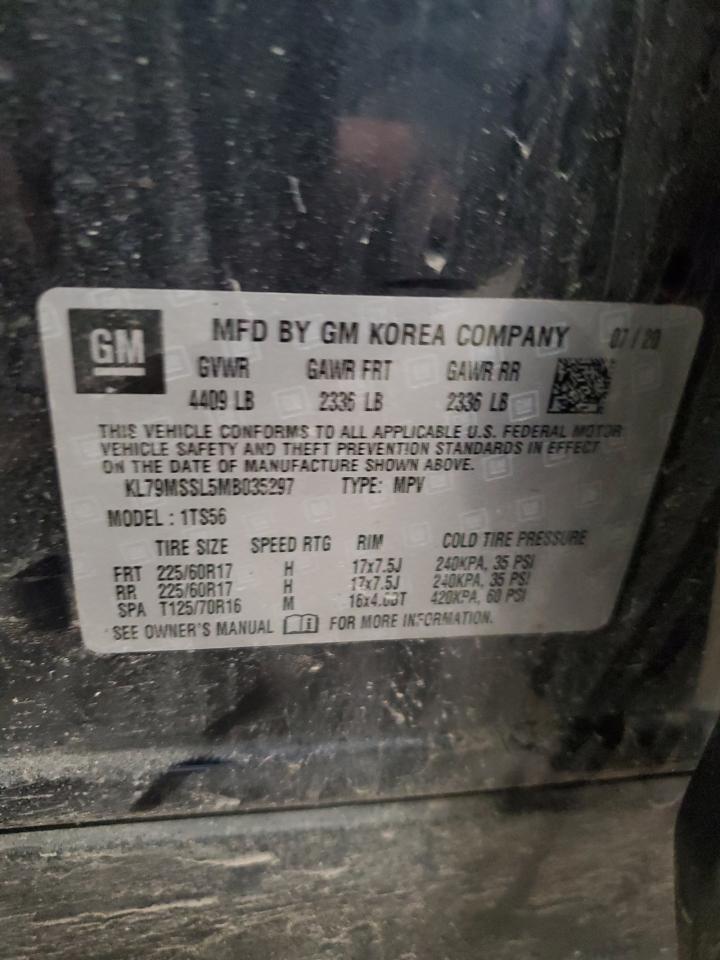 GM
MFD BY GM KOREA COMPANY 07/20
GVWR GAWR FRT GAWR RR
4409 LB 2336 LB 2336 LB
THIS VEHICLE CONFORMS TO ALL APPLICABLE U.S. FEDERAL MOTOR
VEHICLE SAFETY AND THEFT PREVENTION STANDARDS IN EFFECT
ON THE DATE OF MANUFACTURE SHOWN ABOVE.
KL79MSSL5MB035297 TYPE: MPV
MODEL : 1TS56
TIRE SIZE SPEED RTG RIM COLD TIRE PRESSURE
FRT 225/60R17 H 17x7.5J 240KPA, 35 PSI
RR 225/60R17 H 17x7.5J 240KPA, 35 PSI
SPA T125/70R16 M 16x4.00T 420KPA, 60 PSI
SEE OWNER'S MANUAL FOR MORE INFORMATION.